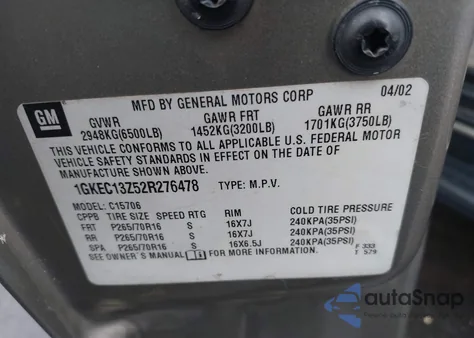 04/02
MFD BY GENERAL MOTORS CORP
GM
GVWR GAWR FRT GAWR RR
2948KG(6500LB) 1452KG(3200LB) 1701KG(3750LB)
THIS VEHICLE CONFORMS TO ALL APPLICABLE U.S. FEDERAL MOTOR
VEHICLE SAFETY STANDARDS IN EFFECT ON THE DATE OF
MANUFACTURE SHOWN ABOVE.
1GKEC13Z52R276478 TYPE: M.P.V.
MODEL: C15706
CPPB TIRE SIZE SPEED RTG RIM COLD TIRE PRESSURE
FRT P265/70R16 S 16X7J 240KPA(35PSI)
RR P265/70R16 S 16X7J 240KPA(35PSI)
SPA P265/70R16 S 16X6.5J 240KPA(35PSI)
SEE OWNER'S MANUAL FOR MORE INFORMATION.
F 333
T 579
autoSnap